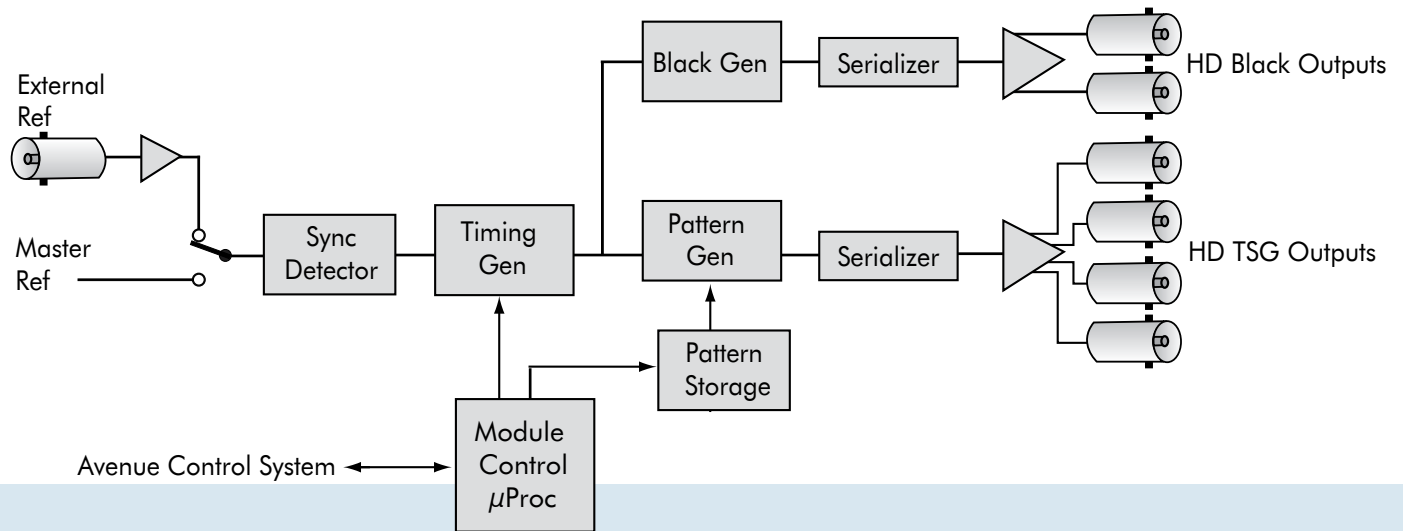 Black Gen
Serializer
HD Black Outputs
External
Ref
Sync
Detector
Timing
Gen
Pattern
Gen
Serializer
HD TSG Outputs
Master
Ref
Pattern
Storage
Module
Control
µProc
Avenue Control System